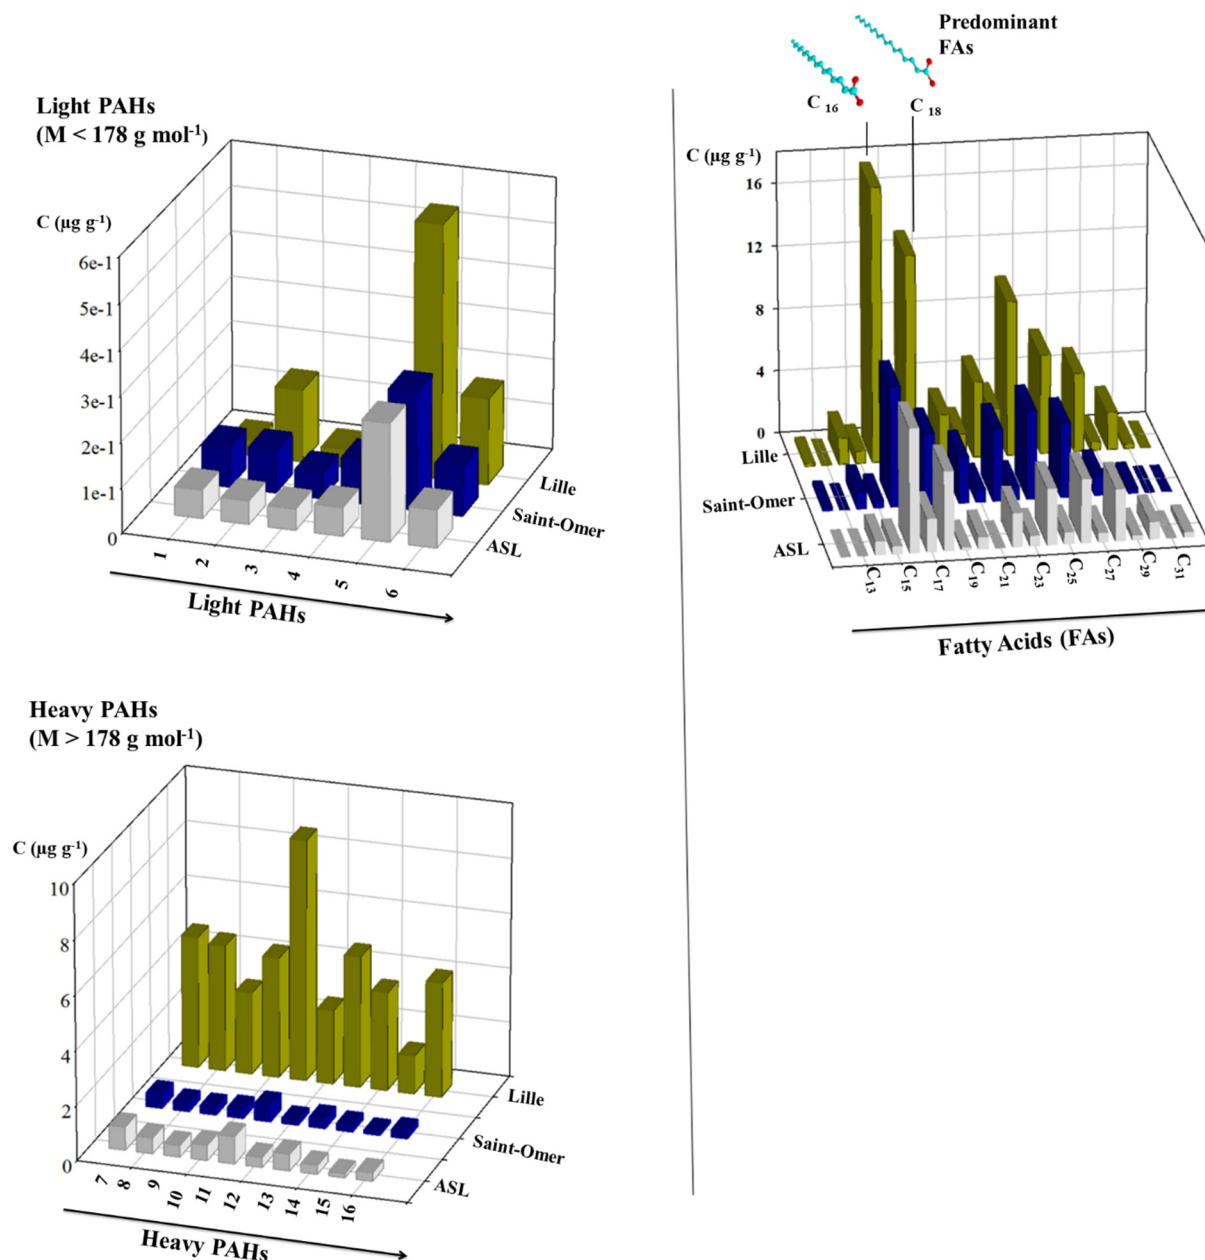 Predominant
FAs
C 16
C 18
Light PAHs
(M < 178 g mol-1)
C (µg g-1)
6e-1
5e-1
4e-1
3e-1
2e-1
1e-1
0
1
2
3
4
5
6
Lille
Saint-Omer
ASL
Light PAHs
C (µg g-1)
16
12
8
4
0
Lille
Saint-Omer
ASL
C13
C15
C17
C19
C21
C23
C25
C27
C29
C31
Fatty Acids (FAs)
Heavy PAHs
(M > 178 g mol-1)
C (µg g-1)
10
8
6
4
2
0
7
8
9
10
11
12
13
14
15
16
Lille
Saint-Omer
ASL
Heavy PAHs